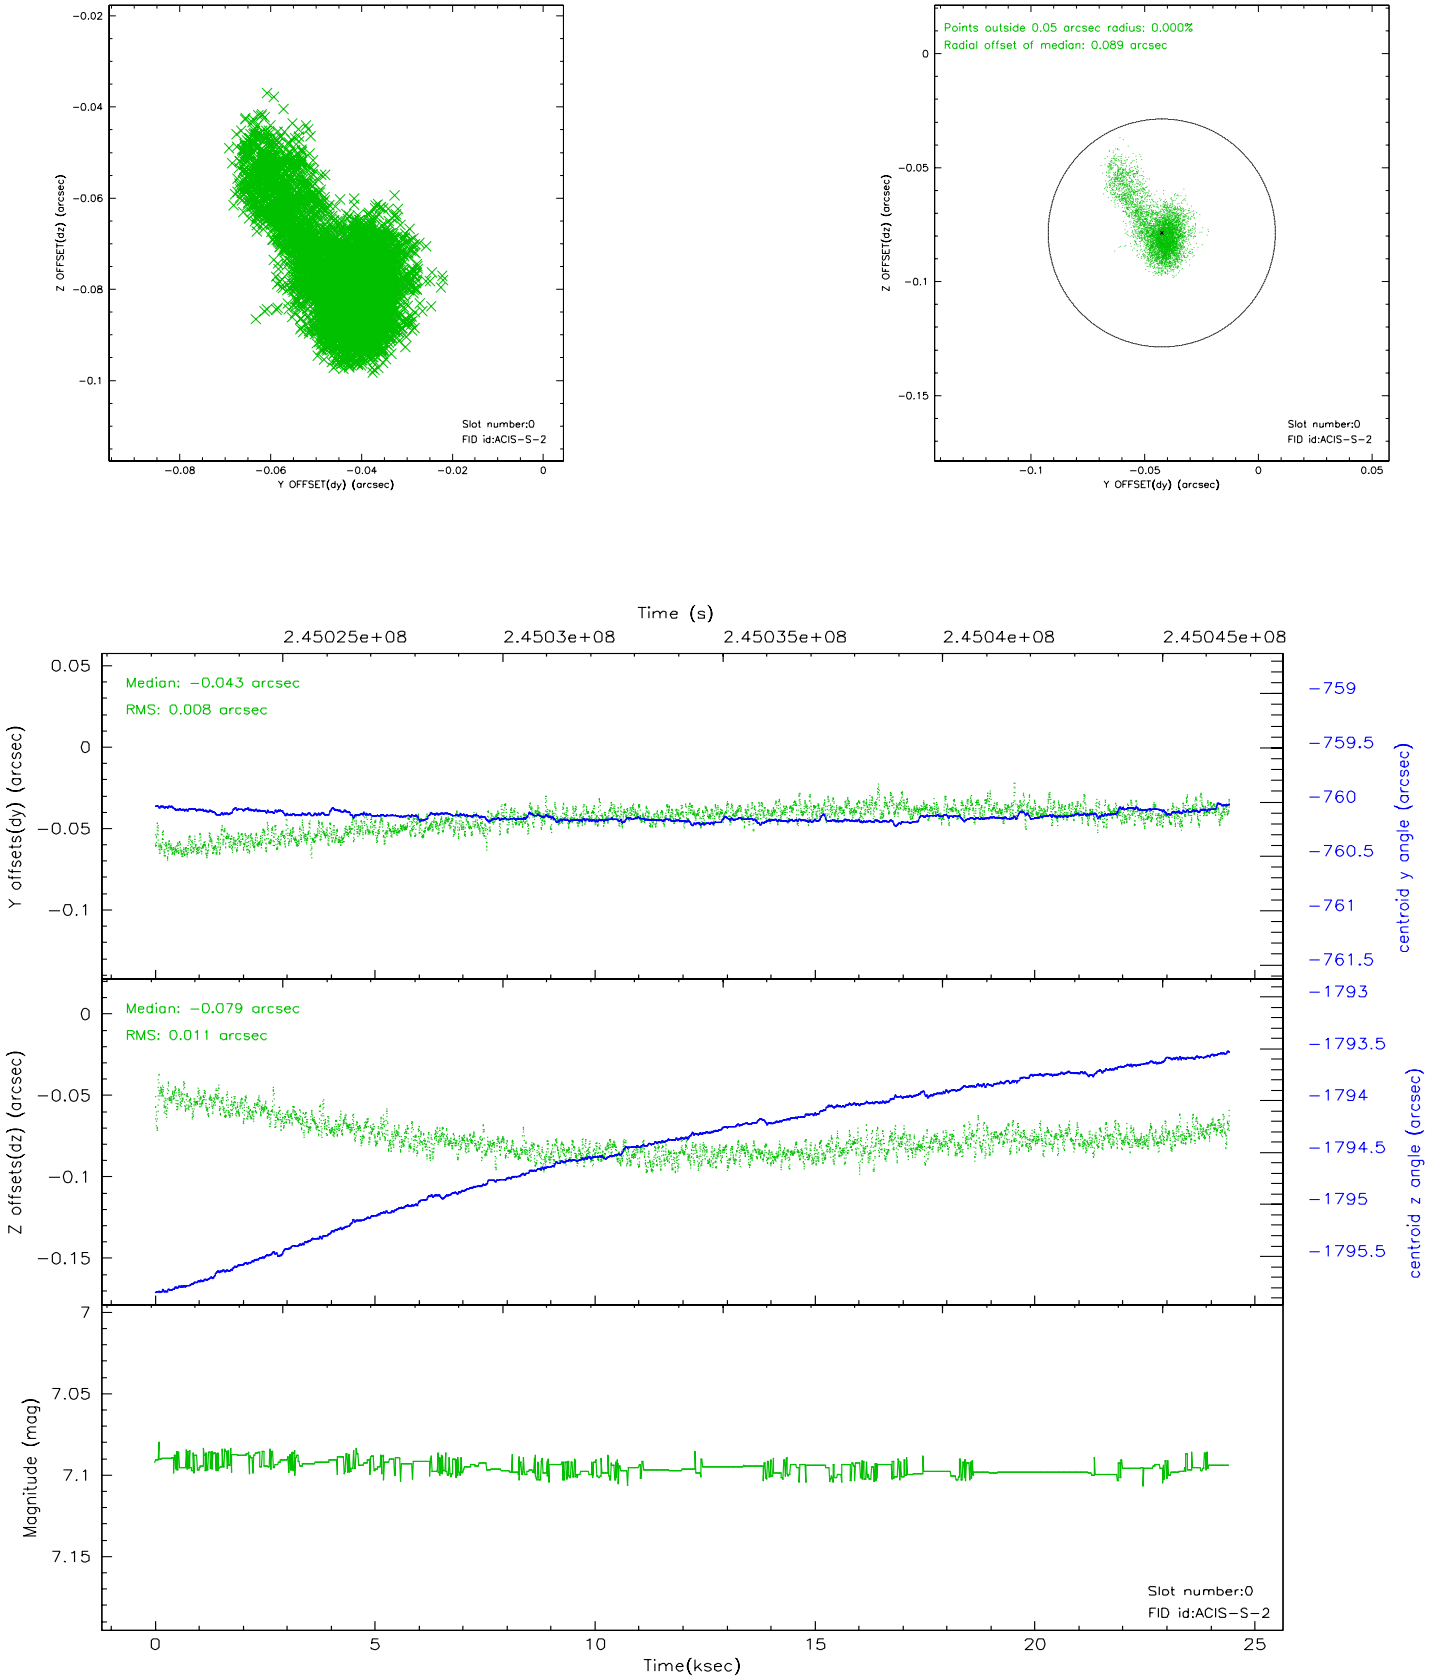 −0.02
−0.04
−0.06
−0.08
−0.1
Z OFFSET(dz) (arcsec)
Slot number:0
FID id:ACIS−S−2
−0.08
−0.06
−0.04
−0.02
0
Y OFFSET(dy) (arcsec)
Points outside 0.05 arcsec radius: 0.000%
Radial offset of median: 0.089 arcsec
0
−0.05
−0.1
−0.15
Z OFFSET(dz) (arcsec)
Slot number:0
FID id:ACIS−S−2
−0.1
−0.05
0
0.05
Y OFFSET(dy) (arcsec)
Time (s)
2.45025e+08
2.4503e+08
2.45035e+08
2.4504e+08
2.45045e+08
Median: −0.043 arcsec
RMS: 0.008 arcsec
0.05
0
−0.05
−0.1
Y offsets(dy) (arcsec)
−759
−759.5
−760
−760.5
−761
−761.5
centroid y angle (arcsec)
Median: −0.079 arcsec
RMS: 0.011 arcsec
0
−0.05
−0.1
−0.15
Z offsets(dz) (arcsec)
−1793
−1793.5
−1794
−1794.5
−1795
−1795.5
centroid z angle (arcsec)
7
7.05
7.1
7.15
Magnitude (mag)
Slot number:0
FID id:ACIS−S−2
0
5
10
15
20
25
Time(ksec)